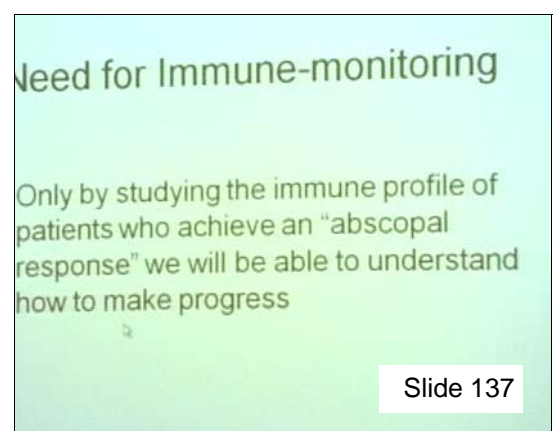 Need for Immune-monitoring
Only by studying the immune profile of
patients who achieve an “abscopal
response” we will be able to understand
how to make progress
Slide 137